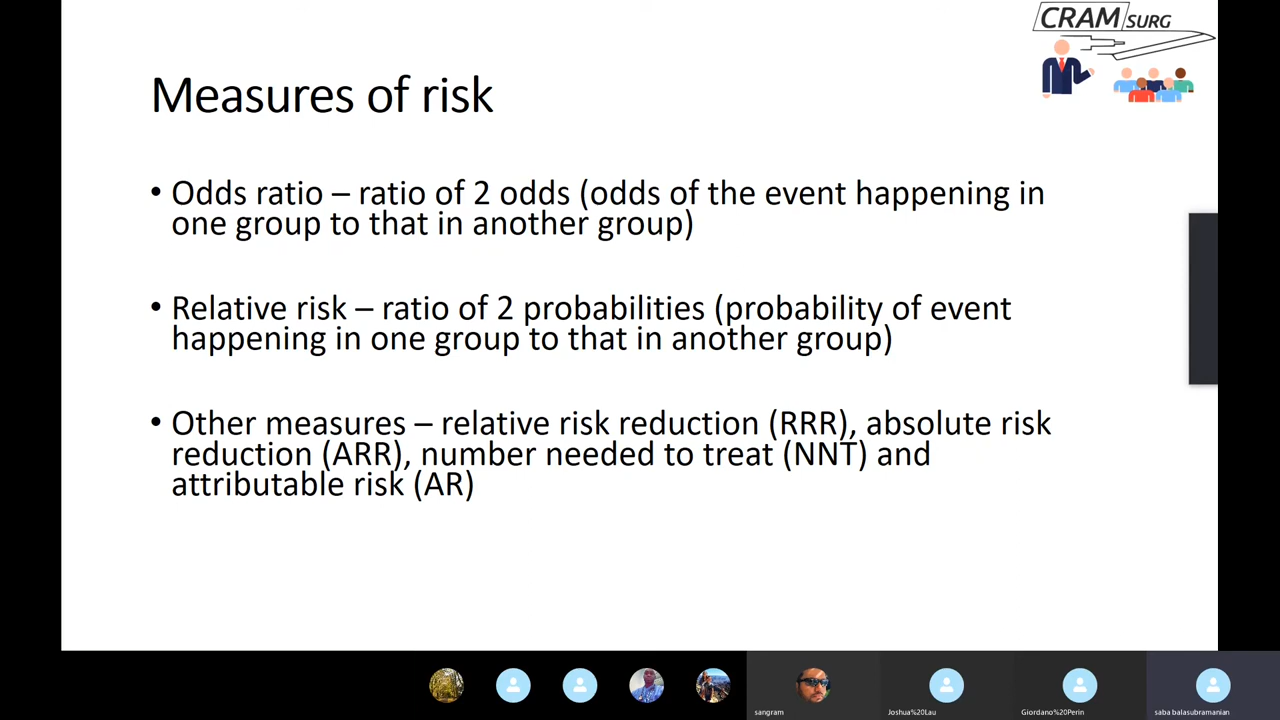 CRAM SURG
Measures of risk
• Odds ratio – ratio of 2 odds (odds of the event happening in
one group to that in another group)
• Relative risk – ratio of 2 probabilities (probability of event
happening in one group to that in another group)
• Other measures – relative risk reduction (RRR), absolute risk
reduction (ARR), number needed to treat (NNT) and
attributable risk (AR)
sangram
Joshua%20Lau
Giordano%20Perin
saba balasubramanian